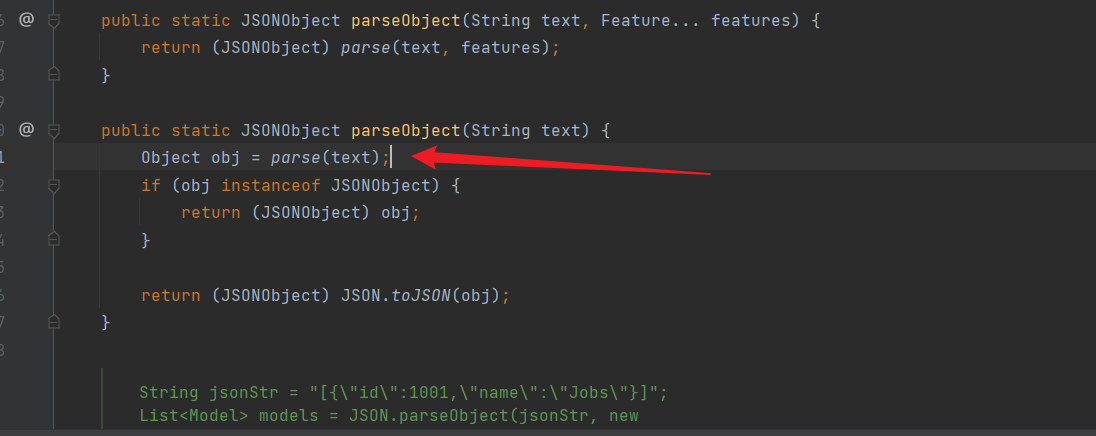 6 @ public static JSONObject parseObject(String text, Feature... features) {
7 return (JSONObject) parse(text, features);
8 }
9
0 @ public static JSONObject parseObject(String text) {
1 Object obj = parse(text);
2 if (obj instanceof JSONObject) {
3 return (JSONObject) obj;
4 }
5
6 return (JSONObject) JSON.toJSON(obj);
7 }
8
String jsonStr = "[{\"id\":1001,\"name\":\"Jobs\"}]";
List<Model> models = JSON.parseObject(jsonStr, new